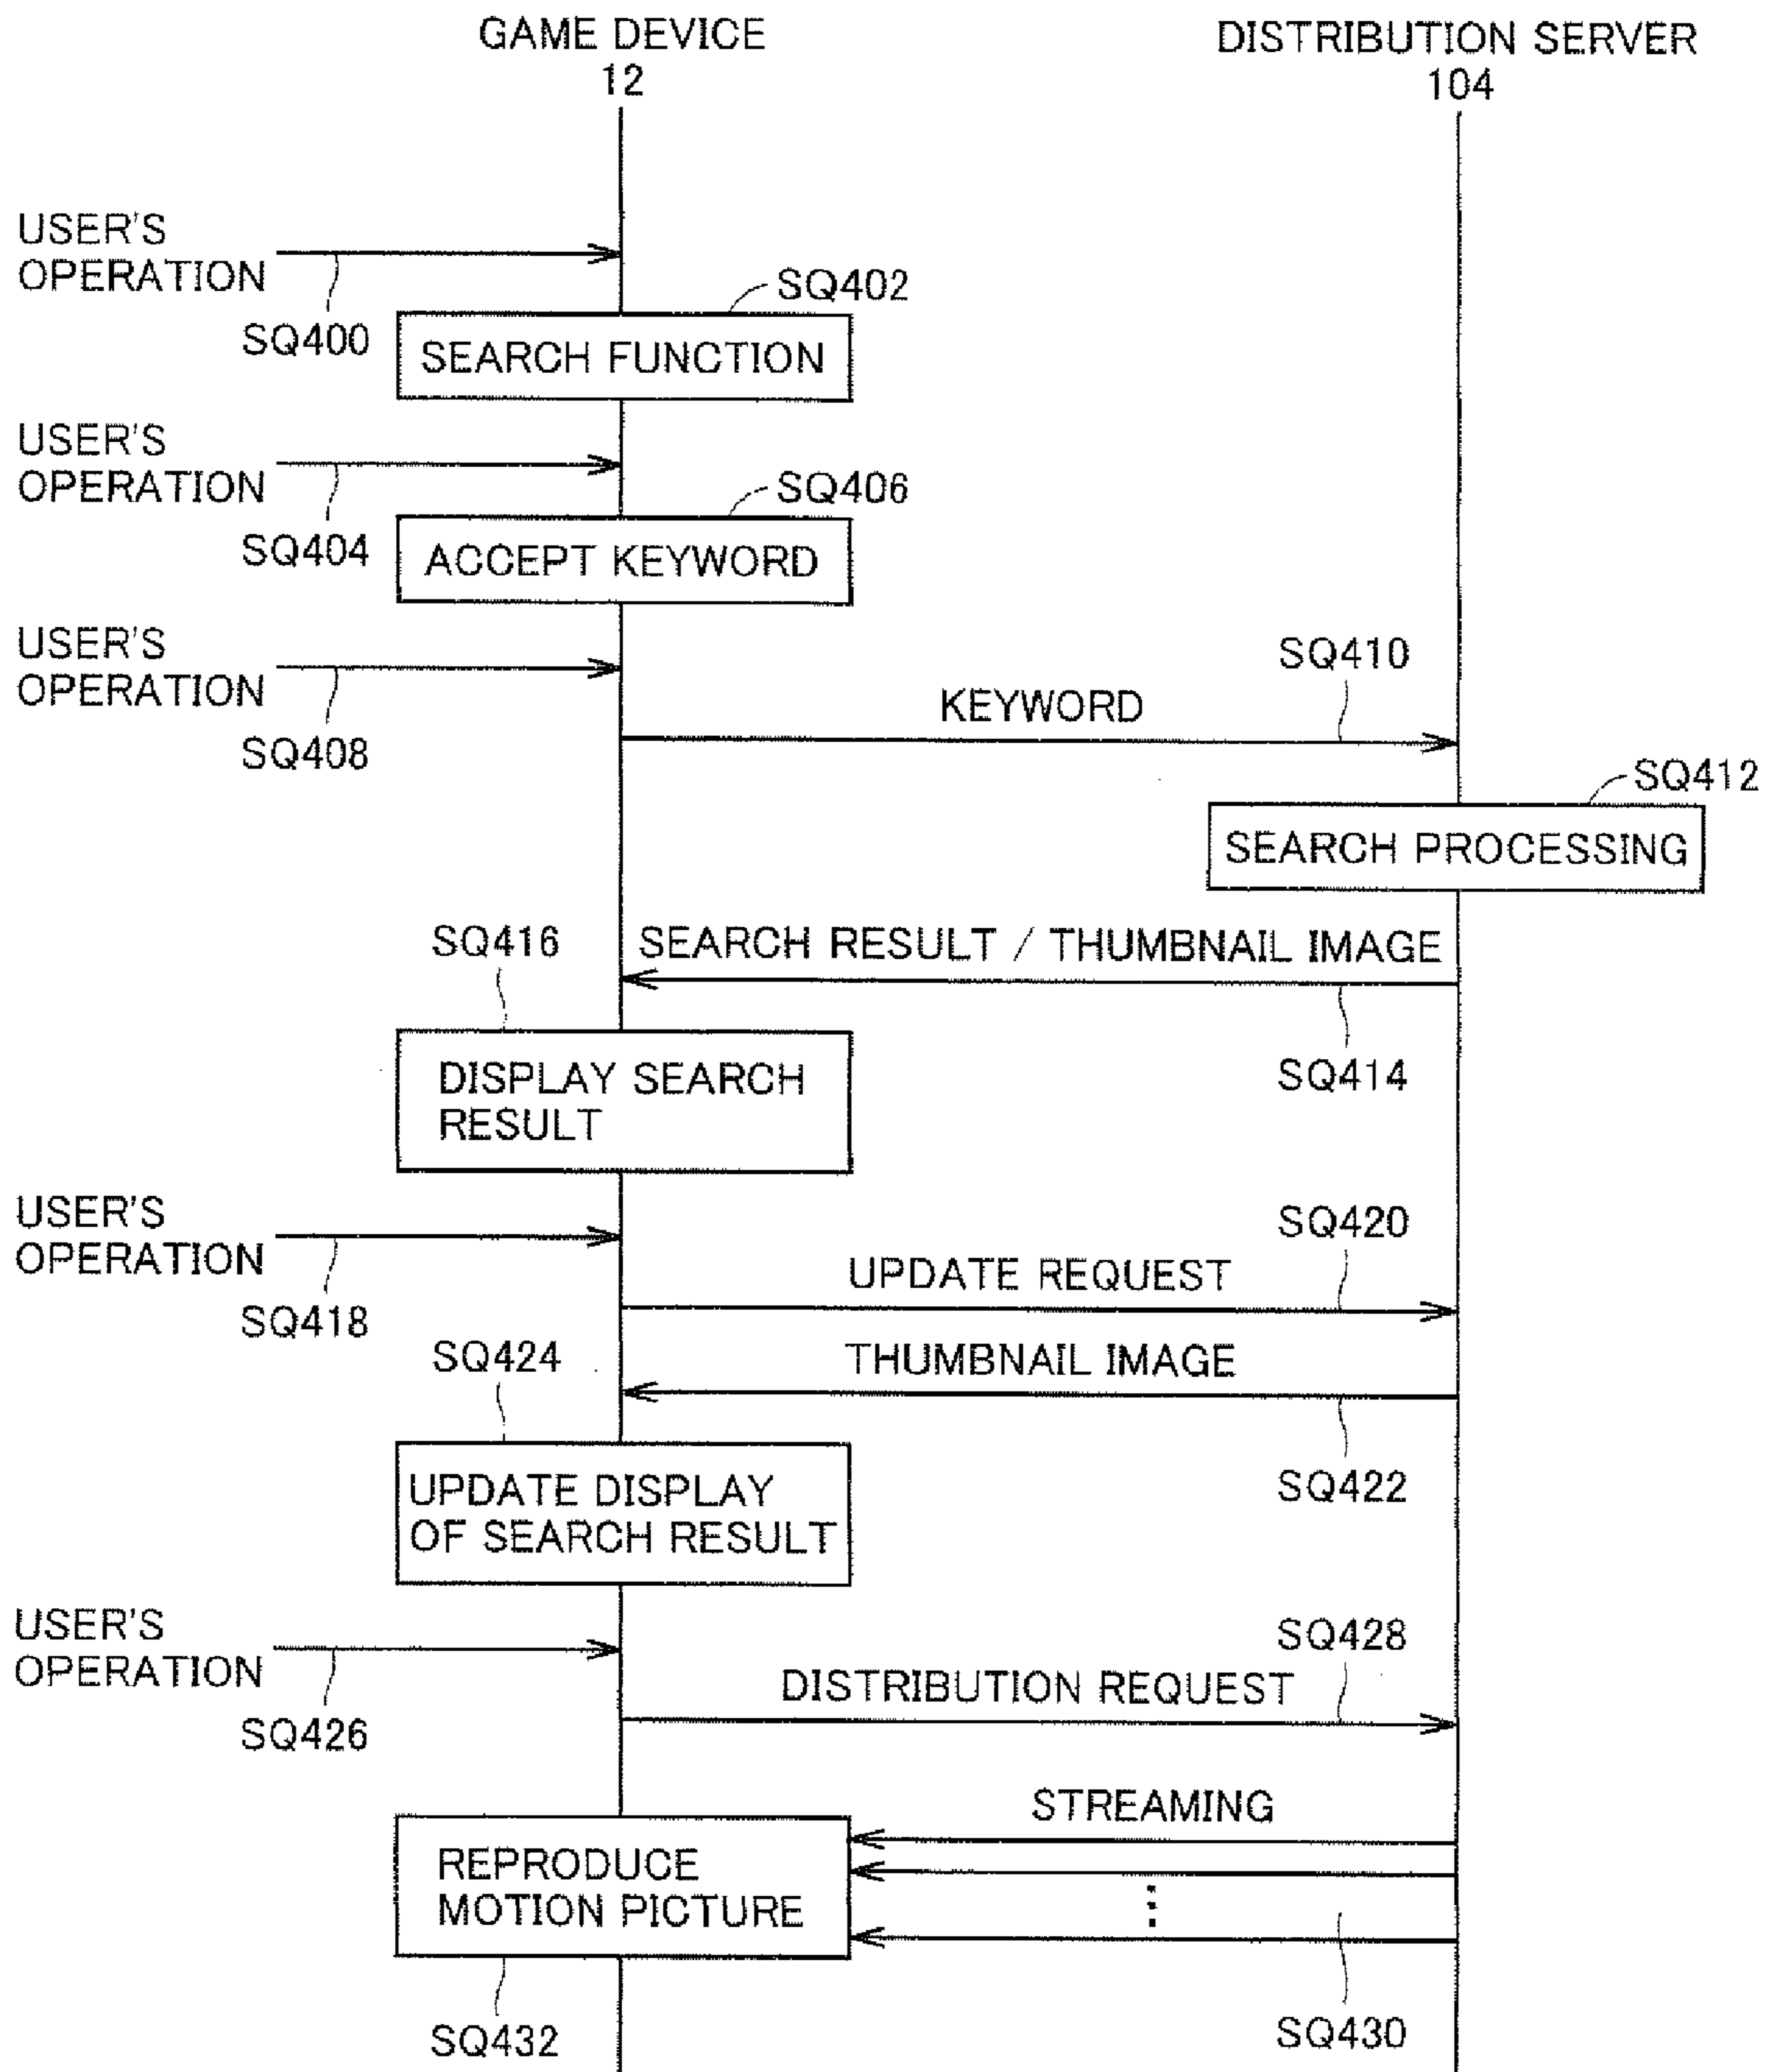 GAME DEVICE
12
DISTRIBUTION SERVER
104
USER'S
OPERATION
SQ400
SQ402
SEARCH FUNCTION
USER'S
OPERATION
SQ404
SQ406
ACCEPT KEYWORD
USER'S
OPERATION
SQ408
SQ410
KEYWORD
SQ412
SEARCH PROCESSING
SQ416
SEARCH RESULT / THUMBNAIL IMAGE
SQ414
DISPLAY SEARCH
RESULT
USER'S
OPERATION
SQ418
SQ420
UPDATE REQUEST
SQ424
THUMBNAIL IMAGE
SQ422
UPDATE DISPLAY
OF SEARCH RESULT
USER'S
OPERATION
SQ426
SQ428
DISTRIBUTION REQUEST
STREAMING
REPRODUCE
MOTION PICTURE
SQ432
SQ430